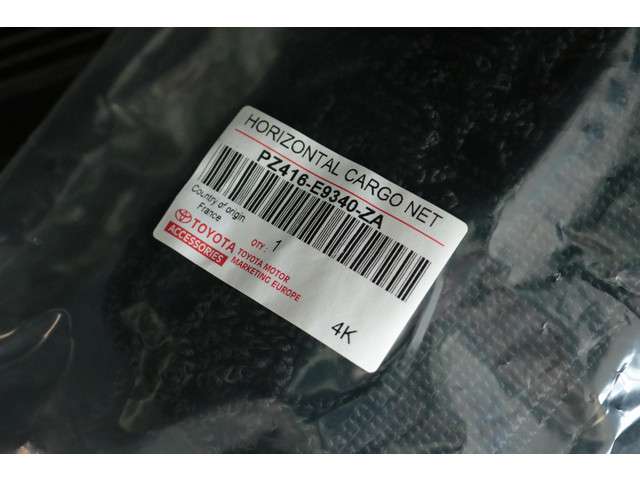 HORIZONTAL CARGO NET
PZ416-E9340-ZA
Country of origin
France
QTY: 1
TOYOTA
ACCESSORIES
TOYOTA MOTOR
MARKETING EUROPE
4K